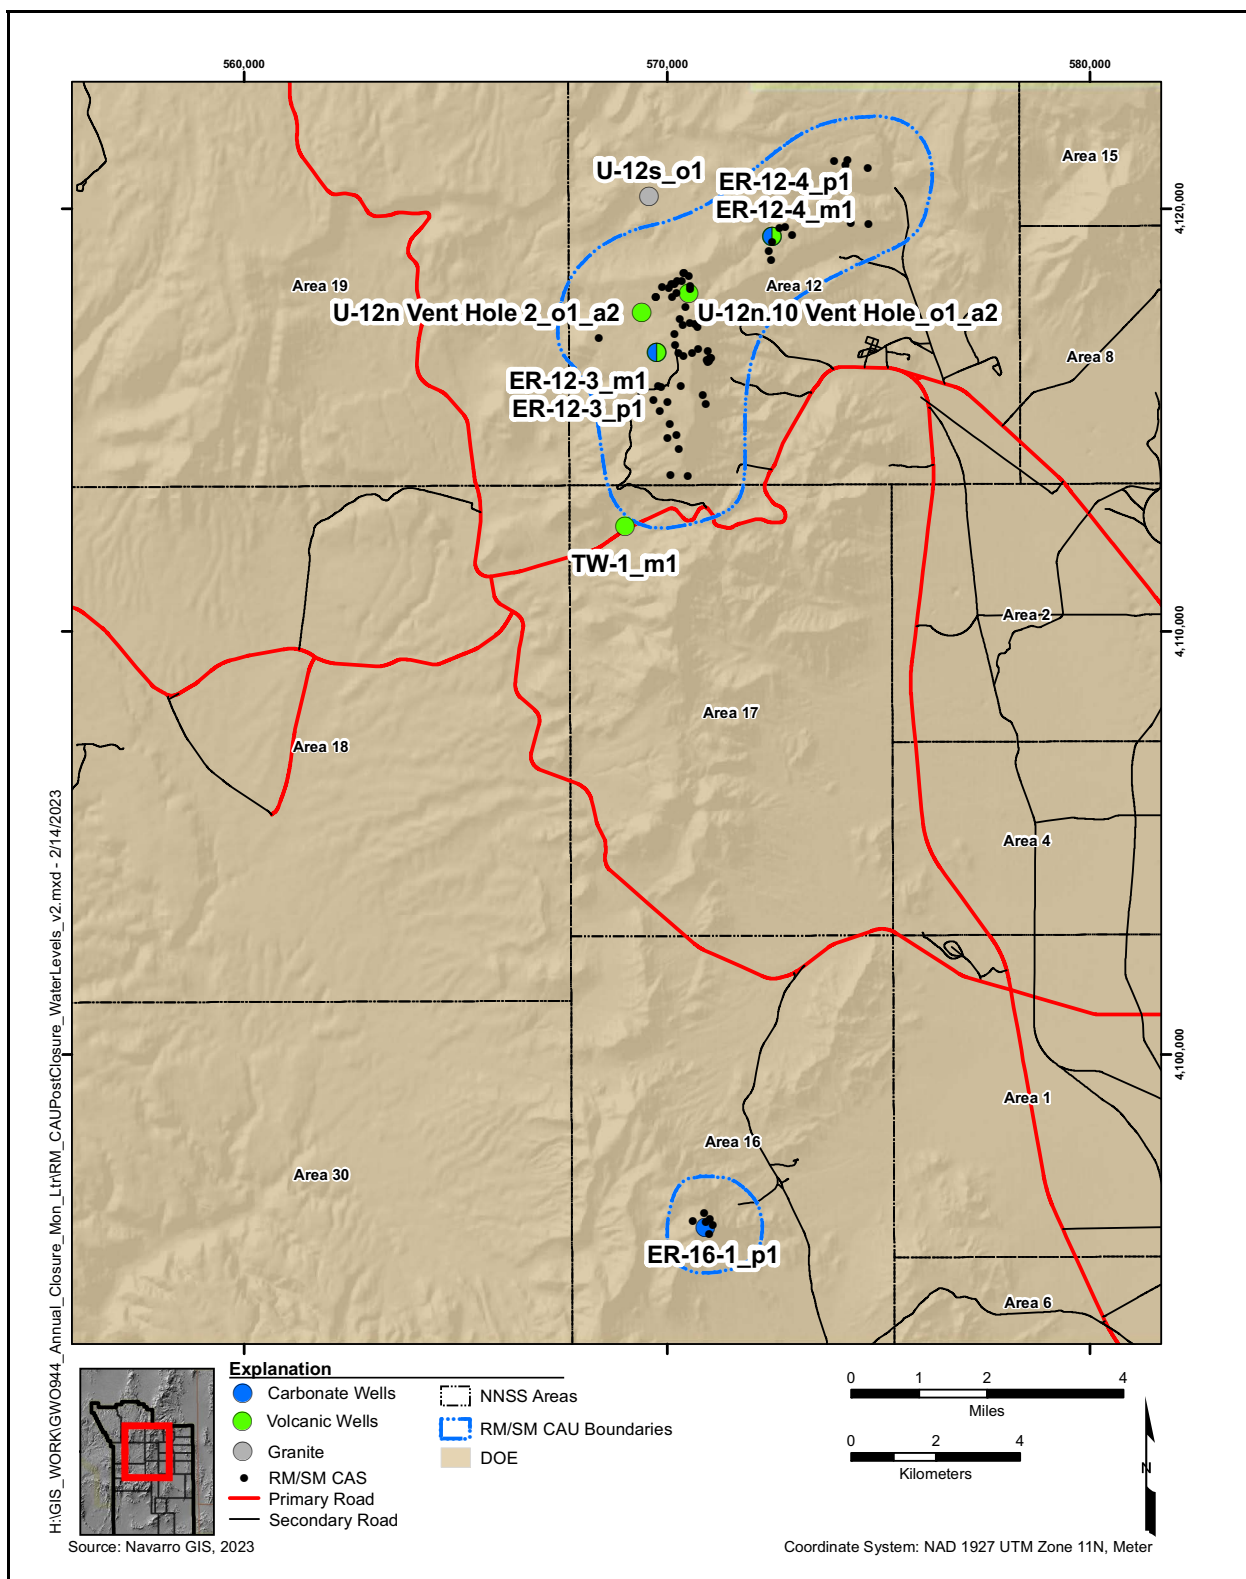 560,000
570,000
580,000
Area 15
U-12s_o1
ER-12-4_p1
ER-12-4_m1
4,120,000
Area 19
Area 12
U-12n Vent Hole 2_o1_a2
U-12n.10 Vent Hole_o1_a2
Area 8
ER-12-3_m1
ER-12-3_p1
TW-1_m1
Area 2
4,110,000
Area 17
Area 18
Area 4
4,100,000
Area 1
Area 16
Area 30
ER-16-1_p1
Area 6
H:\GIS_WORK\GWO944_Annual_Closure_Mon_Ltr\RM_CAUPostClosure_WaterLevels_v2.mxd - 2/14/2023
Explanation
Carbonate Wells
Volcanic Wells
Granite
RM/SM CAS
Primary Road
Secondary Road
NNSS Areas
RM/SM CAU Boundaries
DOE
0 1 2 4
Miles
0 2 4
Kilometers
N
Source: Navarro GIS, 2023
Coordinate System: NAD 1927 UTM Zone 11N, Meter